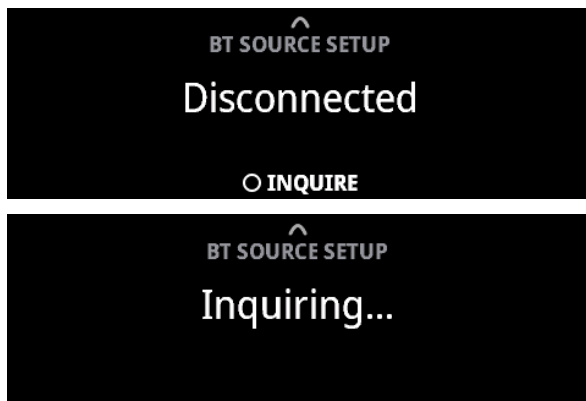 BT SOURCE SETUP
Disconnected
INQUIRE
BT SOURCE SETUP
Inquiring...